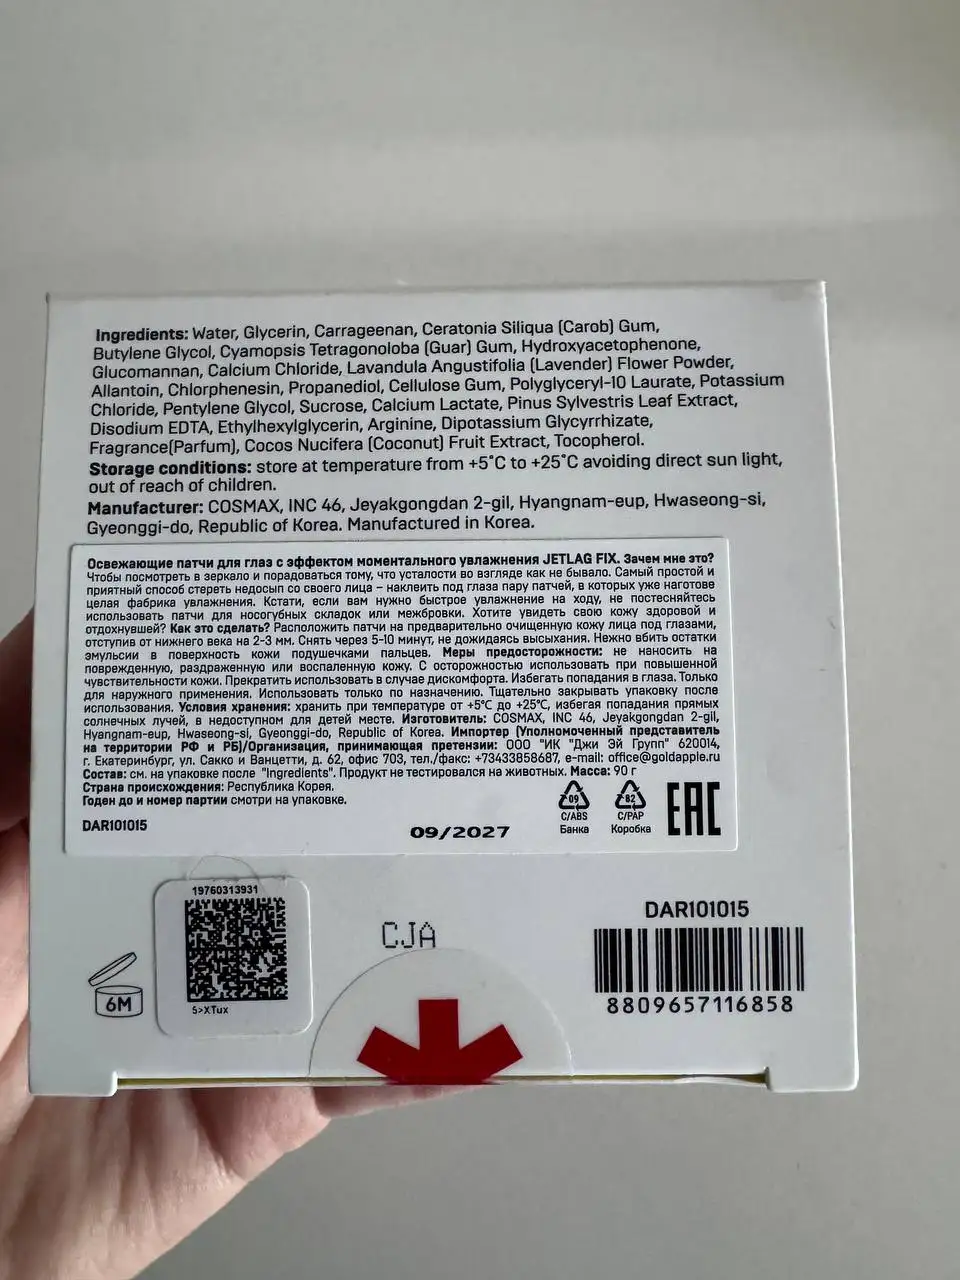 Ingredients: Water, Glycerin, Carrageenan, Ceratonia Siliqua (Carob) Gum,
Butylene Glycol, Cyamopsis Tetragonoloba (Guar) Gum, Hydroxyacetophenone,
Glucomannan, Calcium Chloride, Lavandula Angustifolia (Lavender) Flower Powder,
Allantoin, Chlorphenesin, Propanediol, Cellulose Gum, Polyglyceryl-10 Laurate, Potassium
Chloride, Pentylene Glycol, Sucrose, Calcium Lactate, Pinus Sylvestris Leaf Extract,
Disodium EDTA, Ethylhexylglycerin, Arginine, Dipotassium Glycyrrhizate,
Fragrance(Parfum), Cocos Nucifera (Coconut) Fruit Extract, Tocopherol.
Storage conditions: store at temperature from +5°C to +25°C avoiding direct sun light,
out of reach of children.
Manufacturer: COSMAX, INC 46, Jeyakgongdan 2-gil, Hyangnam-eup, Hwaseong-si,
Gyeonggi-do, Republic of Korea. Manufactured in Korea.
Освежающие патчи для глаз с эффектом моментального увлажнения JETLAG FIX. Зачем мне это?
Чтобы посмотреть в зеркало и порадоваться тому, что усталости во взгляде как не бывало. Самый простой и
приятный способ стереть недосып со своего лица – наклеить под глаза пару патчей, в которых уже наготове
целая фабрика увлажнения. Кстати, если вам нужно быстрое увлажнение на ходу, не постесняйтесь
использовать патчи для носогубных складок или межбровки. Хотите увидеть свою кожу здоровой и
отдохнувшей? Как это сделать? Расположить патчи на предварительно очищенную кожу лица под глазами,
отступив от нижнего века на 2-3 мм. Снять через 5-10 минут, не дожидаясь высыхания. Нежно вбить остатки
эмульсии в поверхность кожи подушечками пальцев. Меры предосторожности: не наносить на
поврежденную, раздраженную или воспаленную кожу. С осторожностью использовать при повышенной
чувствительности кожи. Прекратить использовать в случае дискомфорта. Избегать попадания в глаза. Только
для наружного применения. Использовать только по назначению. Тщательно закрывать упаковку после
использования. Условия хранения: хранить при температуре от +5°C до +25°C, избегая попадания прямых
солнечных лучей, в недоступном для детей месте. Изготовитель: COSMAX, INC 46, Jeyakgongdan 2-gil,
Hyangnam-eup, Hwaseong-si, Gyeonggi-do, Republic of Korea. Импортер (Уполномоченный представитель
на территории РФ и РБ)/Организация, принимающая претензии: ООО "ИК "Джи Эй Групп" 620014,
г. Екатеринбург, ул. Сакко и Ванцетти, д. 62, офис 703, тел./факс: +73433858687, e-mail: office@goldapple.ru
Состав: см. на упаковке после "Ingredients". Продукт не тестировался на животных. Масса: 90 г
Страна происхождения: Республика Корея.
Годен до и номер партии смотри на упаковке.
DAR101015
09/2027
09
C/ABS
Банка
82
C/PAP
Коробка
EAC
19760313931
5>XTux
6M
CJA
DAR101015
8809657116858